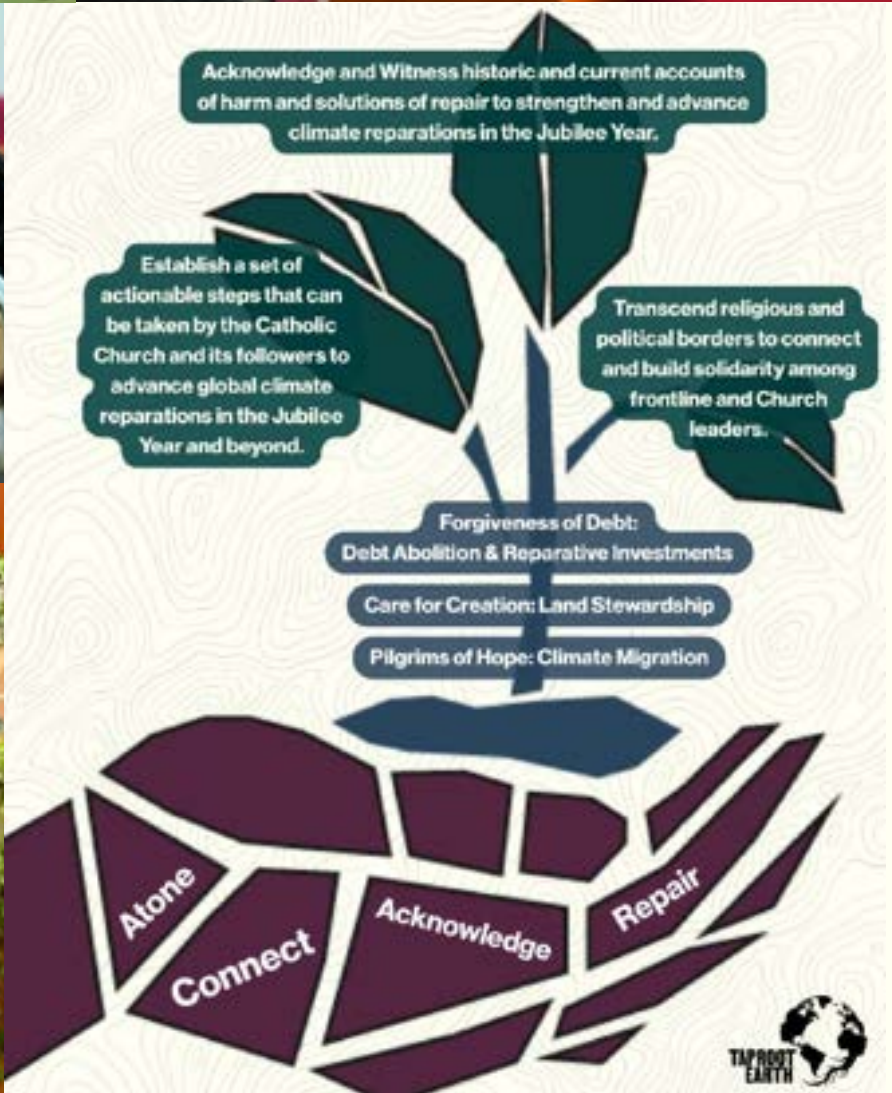 Acknowledge and Witness historic and current accounts
of harm and solutions of repair to strengthen and advance
climate reparations in the Jubilee Year.
Establish a set of
actionable steps that can
be taken by the Catholic
Church and its followers to
advance global climate
reparations in the Jubilee
Year and beyond.
Transcend religious and
political borders to connect
and build solidarity among
frontline and Church
leaders.
Forgiveness of Debt:
Debt Abolition & Reparative Investments
Care for Creation: Land Stewardship
Pilgrims of Hope: Climate Migration
Atone
Connect
Acknowledge
Repair
TAPROOT
EARTH